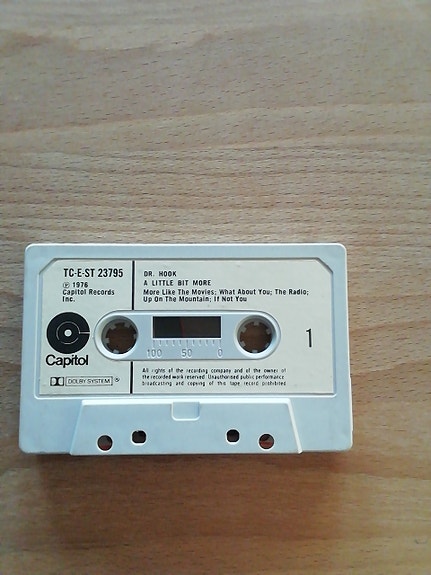 TC-E-ST 23795
℗ 1976
Capitol Records
Inc.
Capitol
DOLBY SYSTEM ®
DR. HOOK
A LITTLE BIT MORE
More Like The Movies; What About You; The Radio;
Up On The Mountain; If Not You
100 50 0
1
All rights of the recording company and of the owner of
the recorded work reserved. Unauthorised public performance
broadcasting and copying of this tape record prohibited